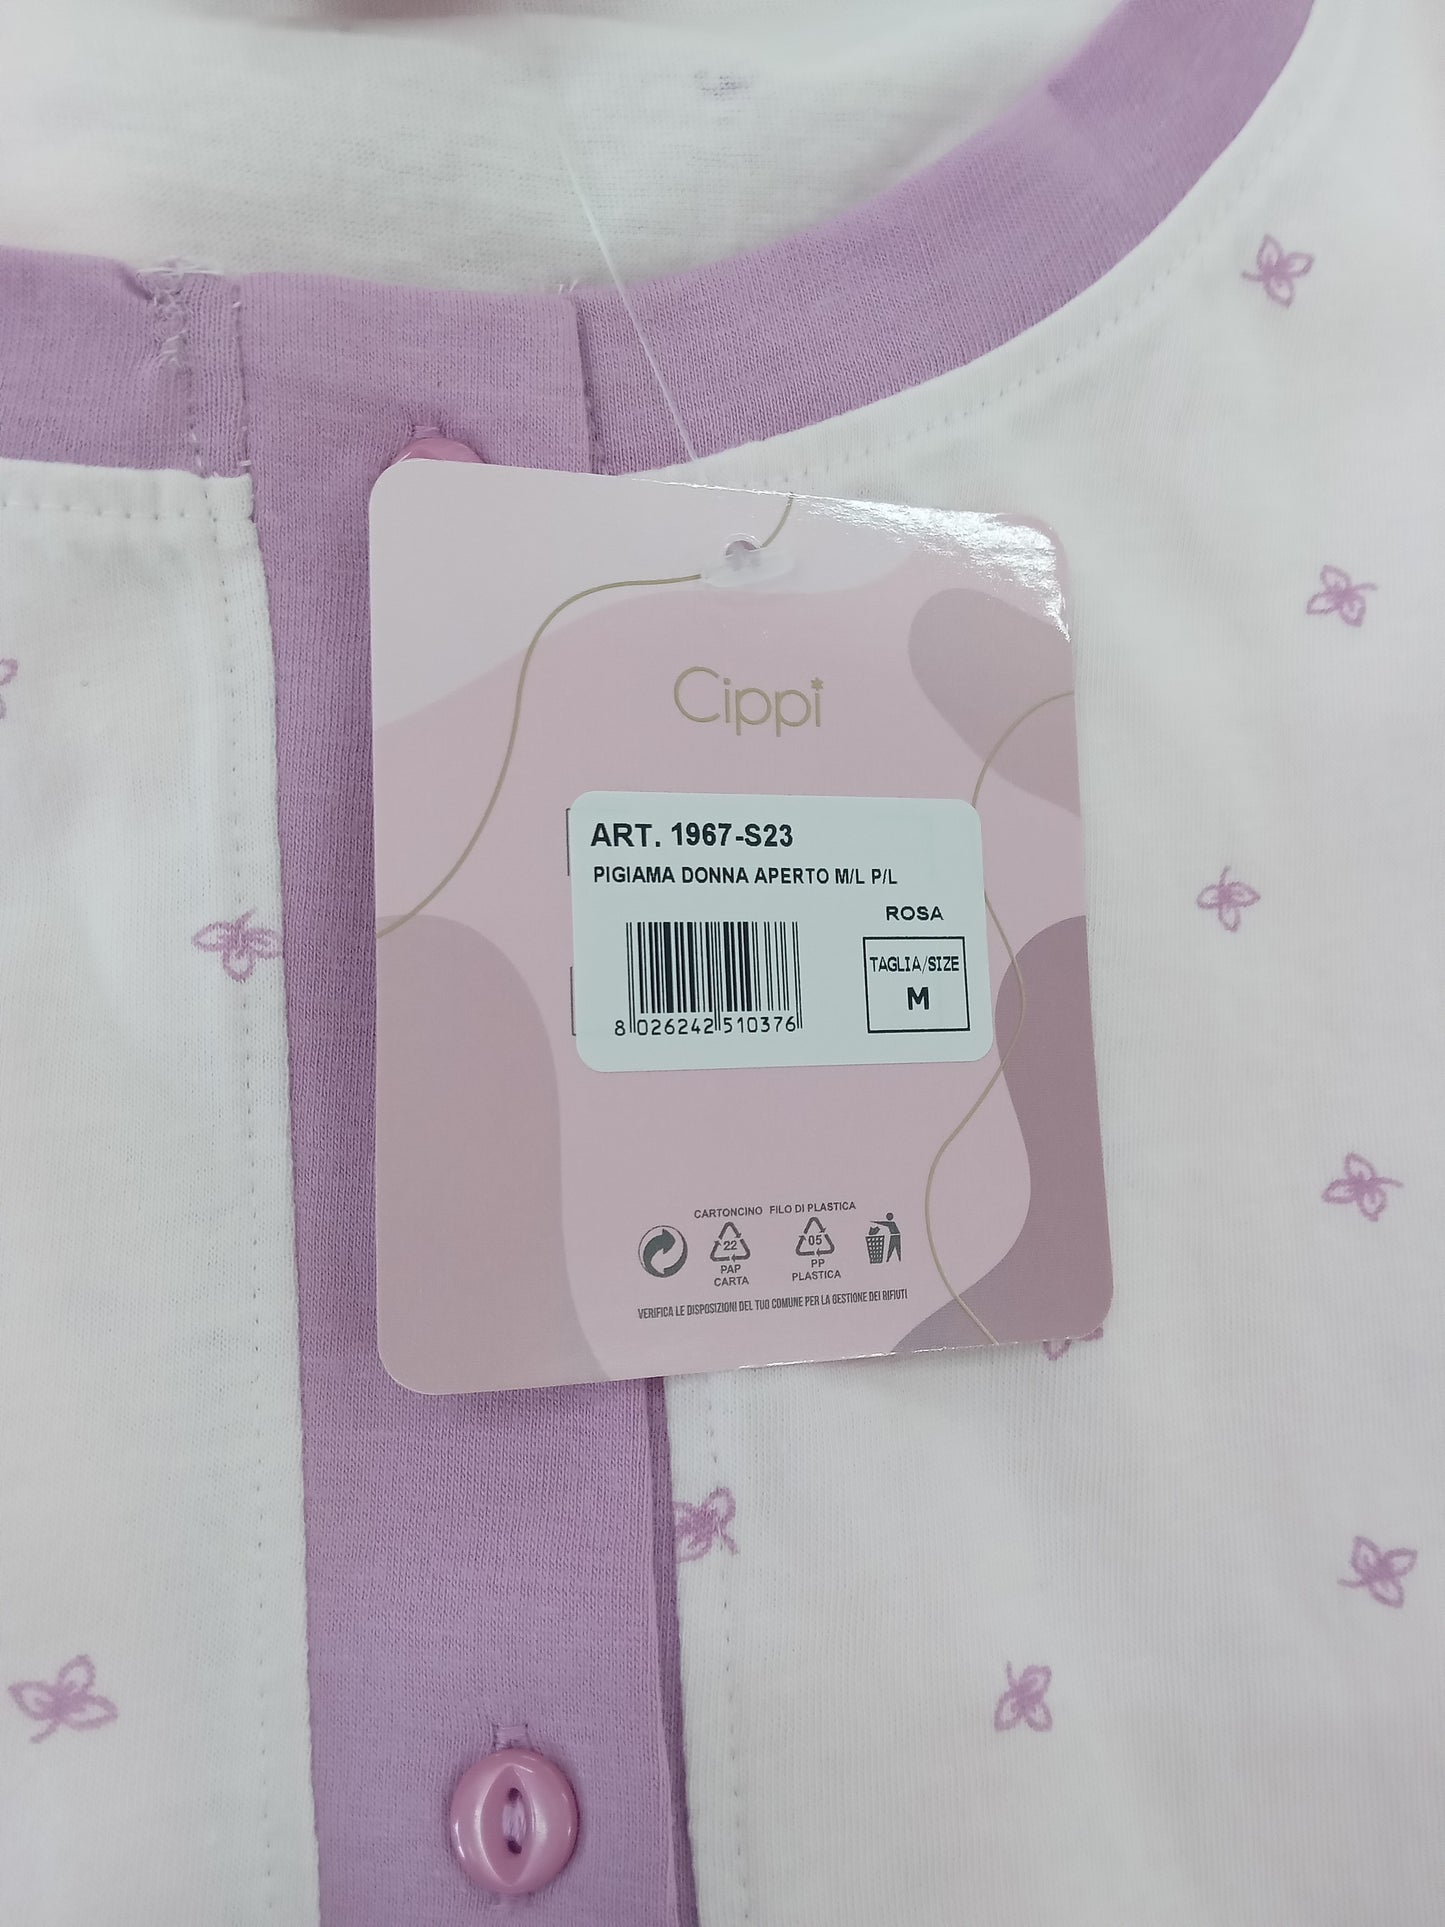 Cippi
ART. 1967-S23
PIGIAMA DONNA APERTO M/L P/L
ROSA
TAGLIA/SIZE
M
8 026242 510376
CARTONCINO FILO DI PLASTICA
22 05
PAP PP
CARTA PLASTICA
VERIFICA LE DISPOSIZIONI DEL TUO COMUNE PER LA GESTIONE DEI RIFIUTI